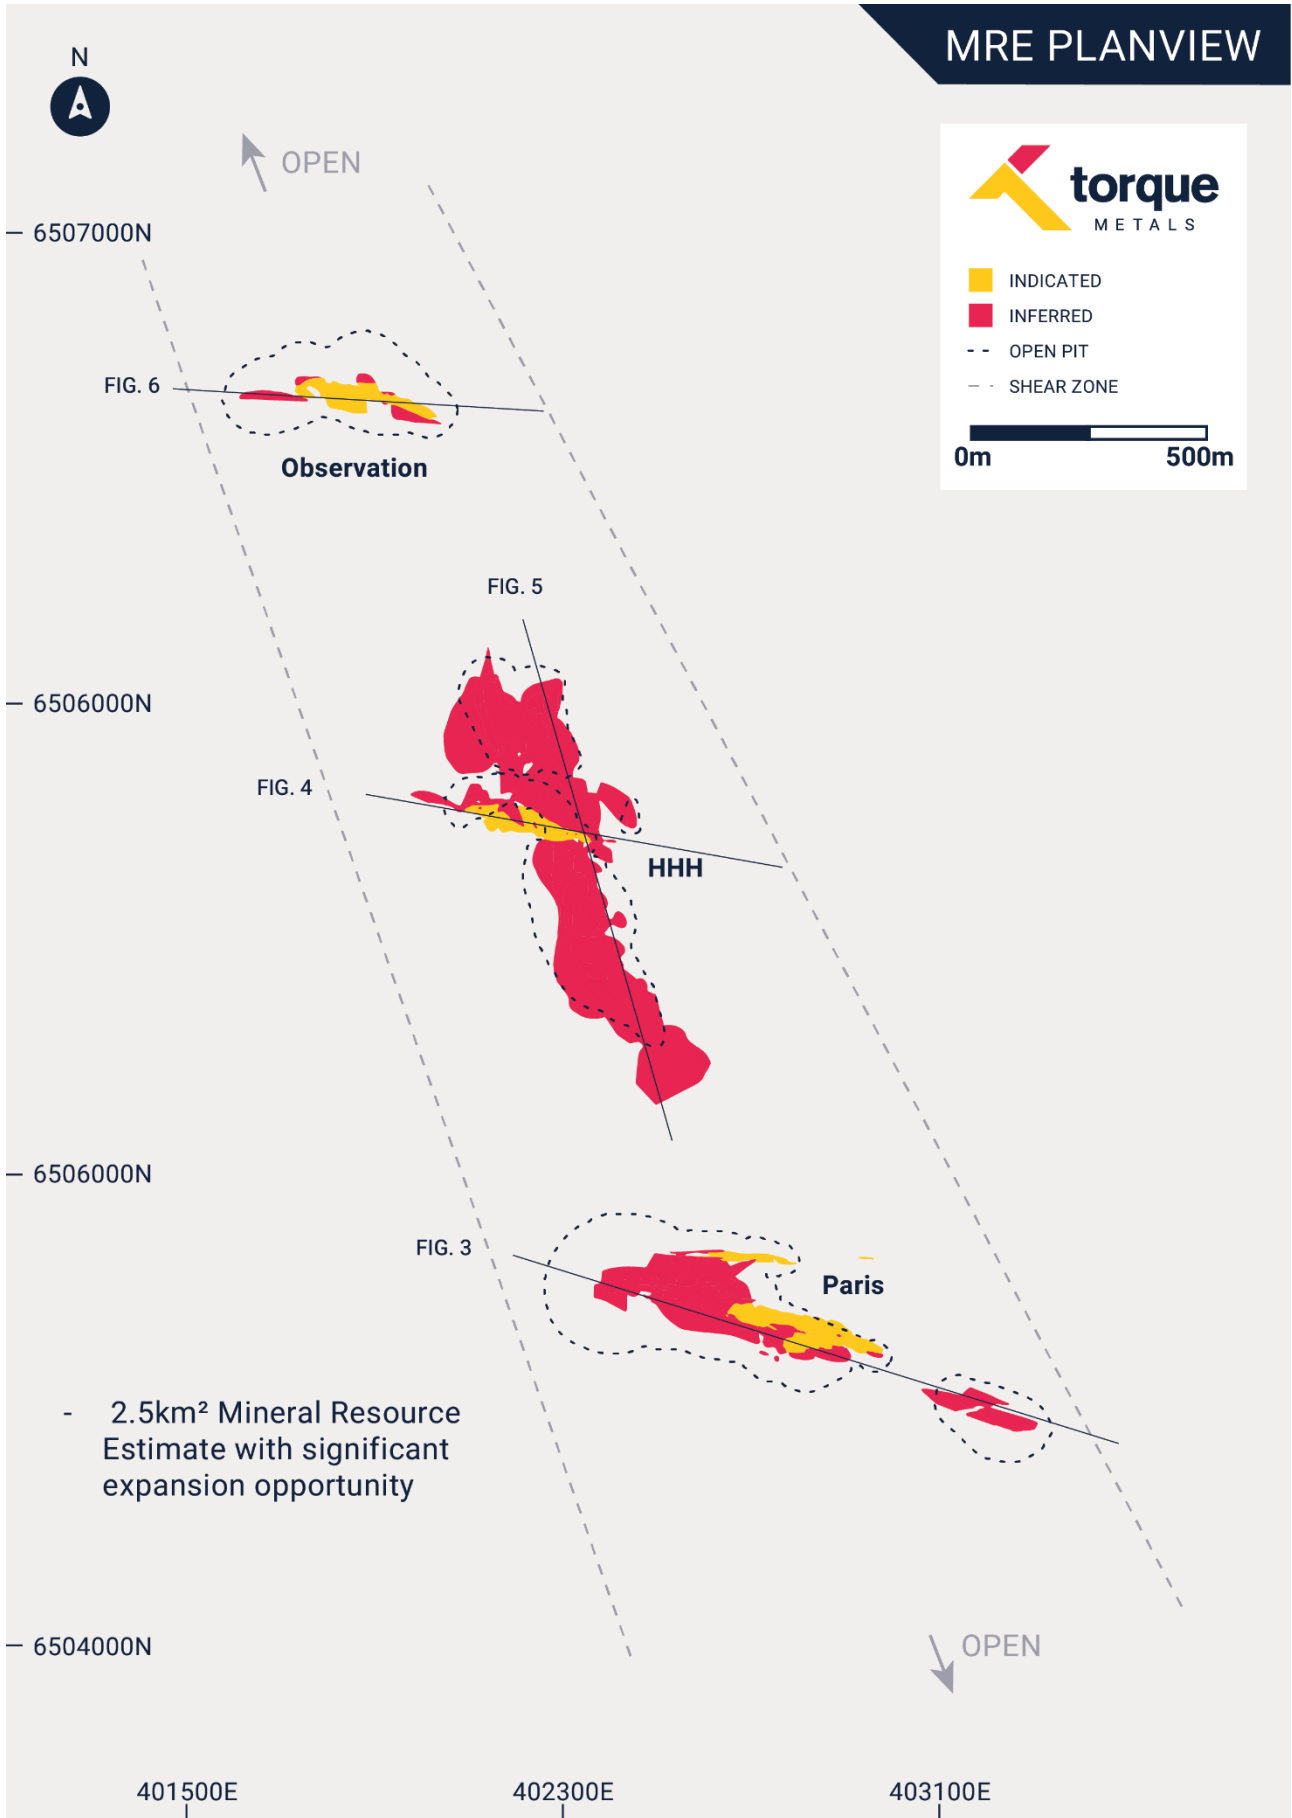 MRE PLANVIEW
N
OPEN
torque
METALS
6507000N
INDICATED
INFERRED
OPEN PIT
SHEAR ZONE
FIG. 6
0m 500m
Observation
FIG. 5
6506000N
FIG. 4
HHH
6506000N
FIG. 3
Paris
- 2.5km² Mineral Resource
Estimate with significant
expansion opportunity
6504000N
OPEN
401500E 402300E 403100E